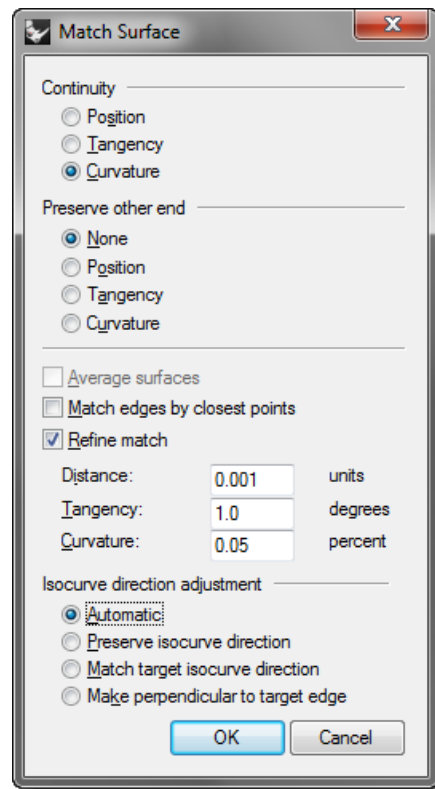 Match Surface
Continuity
Position
Tangency
Curvature
Preserve other end
None
Position
Tangency
Curvature
Average surfaces
Match edges by closest points
Refine match
Distance: 0.001 units
Tangency: 1.0 degrees
Curvature: 0.05 percent
Isocurve direction adjustment
Automatic
Preserve isocurve direction
Match target isocurve direction
Make perpendicular to target edge
OK Cancel